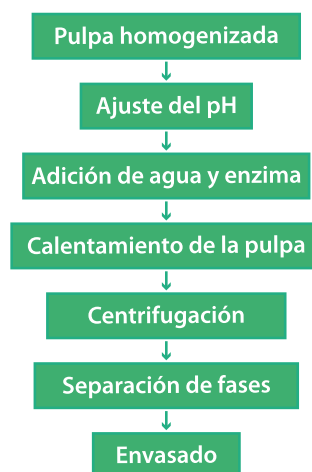 Pulpa homogenizada
Ajuste del pH
Adición de agua y enzima
Calentamiento de la pulpa
Centrifugación
Separación de fases
Envasado